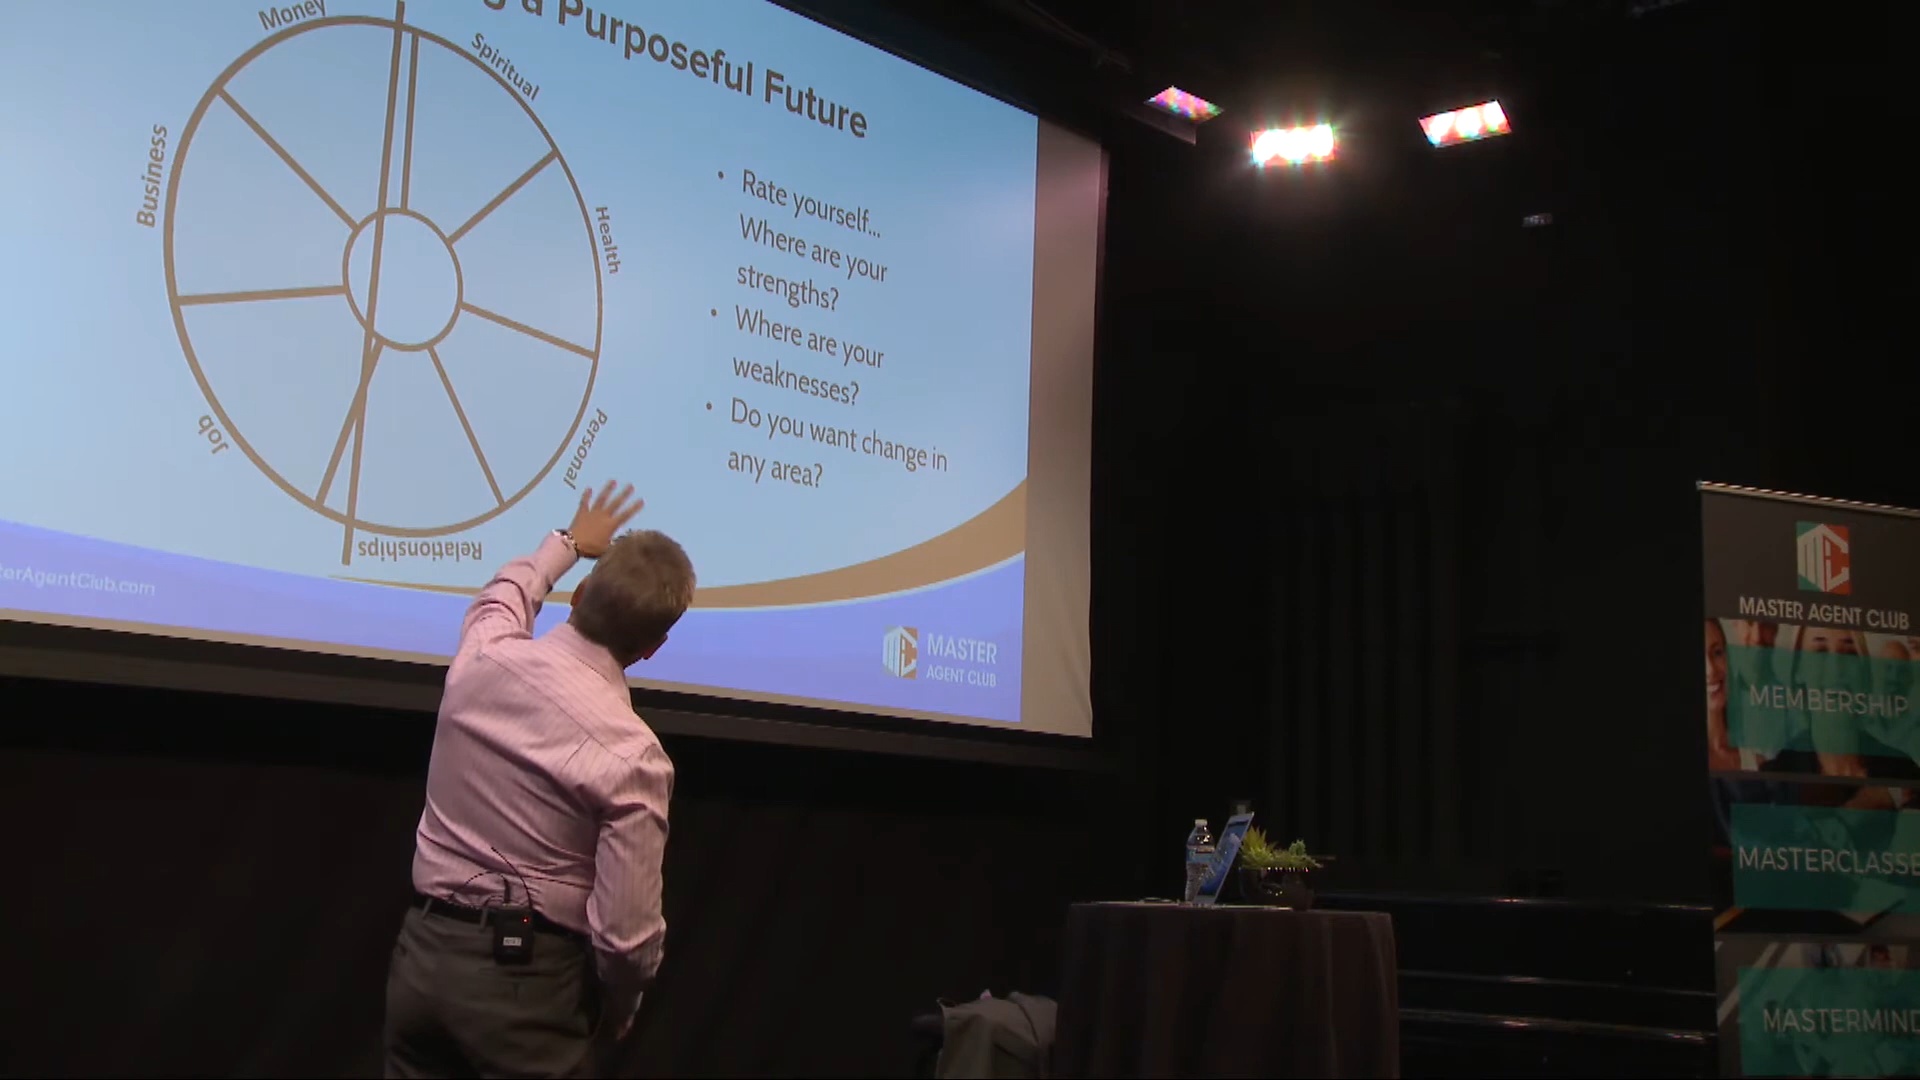 a Purposeful Future
Money
Spiritual
Business
Health
Job
Personal
Relationships
• Rate yourself...
Where are your
strengths?
• Where are your
weaknesses?
• Do you want change in
any area?
terAgentClub.com
MASTER
AGENT CLUB
MASTER AGENT CLUB
MEMBERSHIP
MASTERCLASSE
MASTERMIND